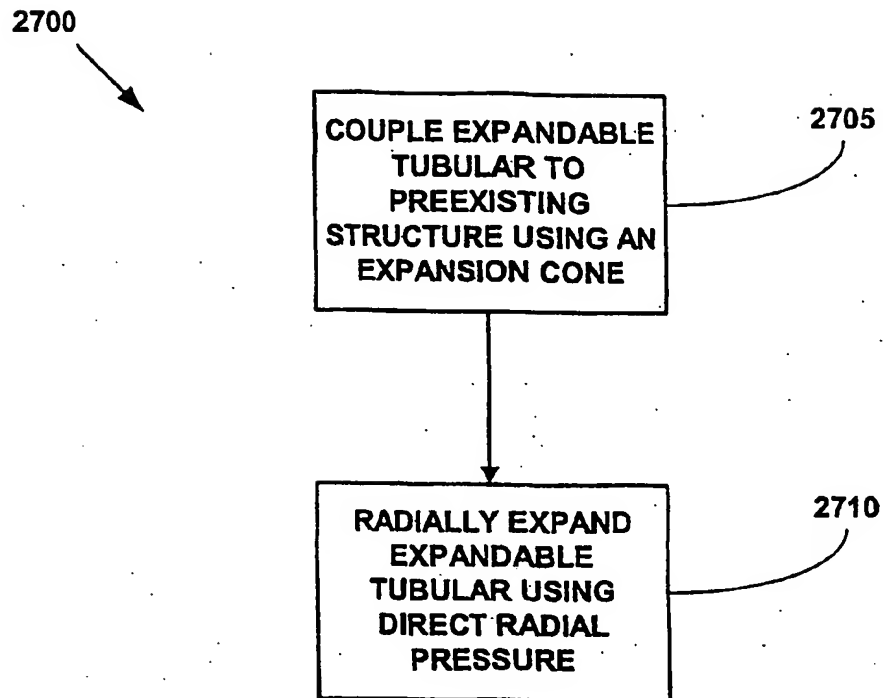 2700
COUPLE EXPANDABLE
TUBULAR TO
PREEXISTING
STRUCTURE USING AN
EXPANSION CONE
2705
RADIALLY EXPAND
EXPANDABLE
TUBULAR USING
DIRECT RADIAL
PRESSURE
2710